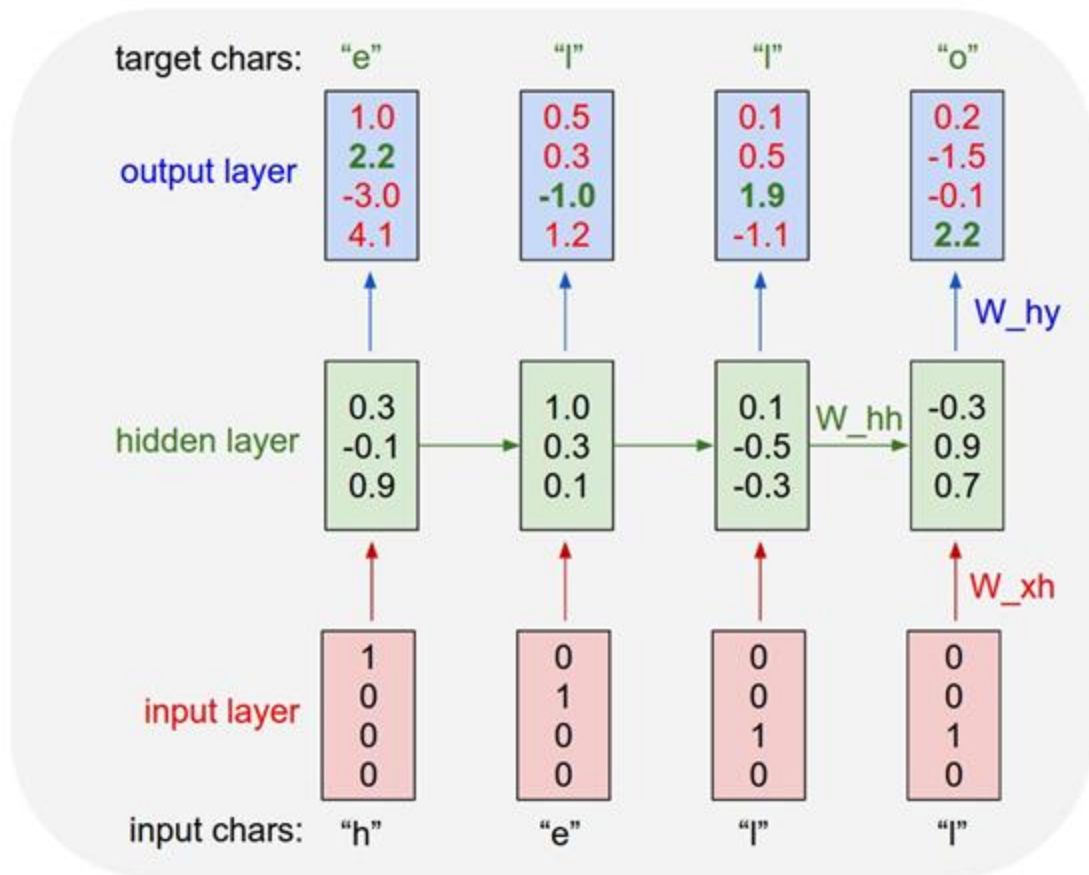 target chars: “e” “l” “l” “o”
1.0 0.5 0.1 0.2
2.2 0.3 0.5 -1.5
output layer
-3.0 -1.0 1.9 -0.1
4.1 1.2 -1.1 2.2
W_hy
0.3 1.0 0.1 -0.3
W_hh
hidden layer
-0.1 0.3 -0.5 0.9
0.9 0.1 -0.3 0.7
W_xh
1 0 0 0
0 1 0 0
input layer
0 0 1 1
0 0 0 0
input chars: “h” “e” “l” “l”